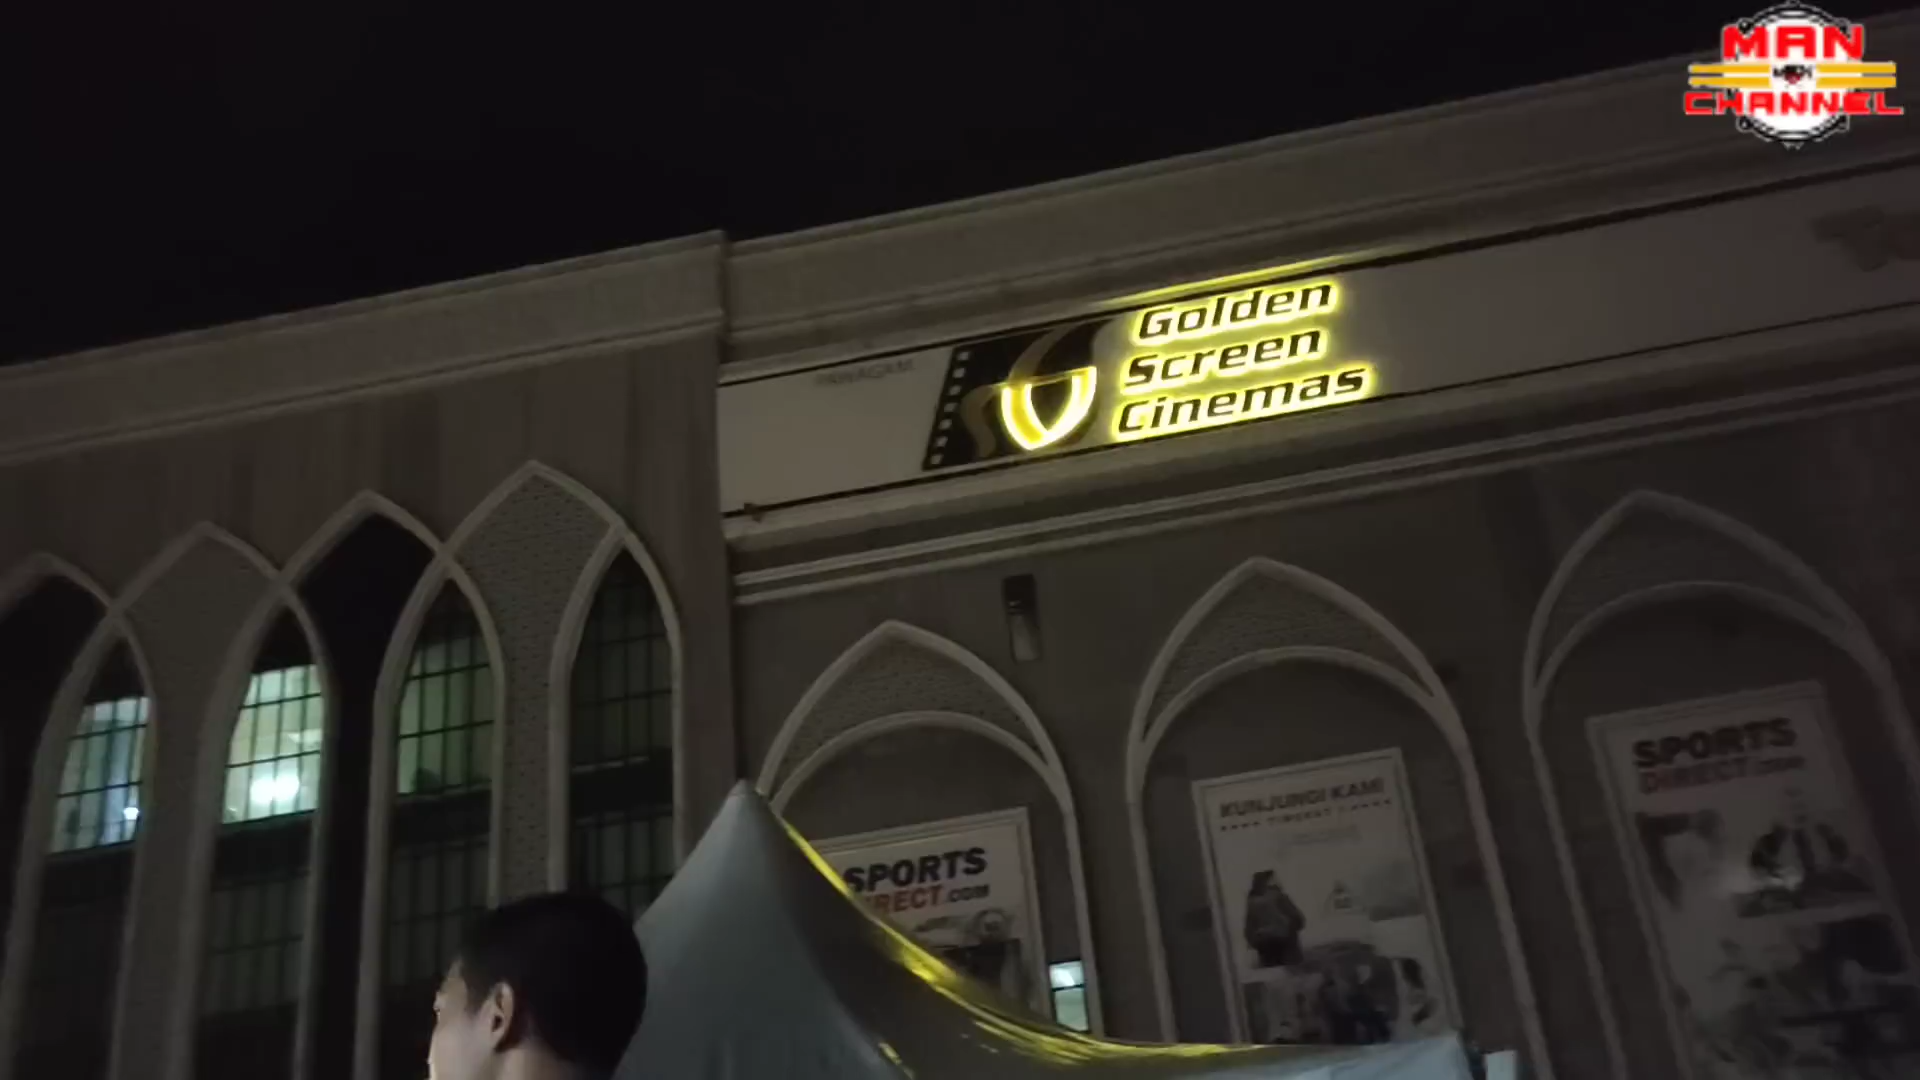 MAN
CHANNEL
Golden
Screen
Cinemas
SPORTS
DIRECT.COM
KUNJUNGI KAMI
SPORTS
DIRECT.COM